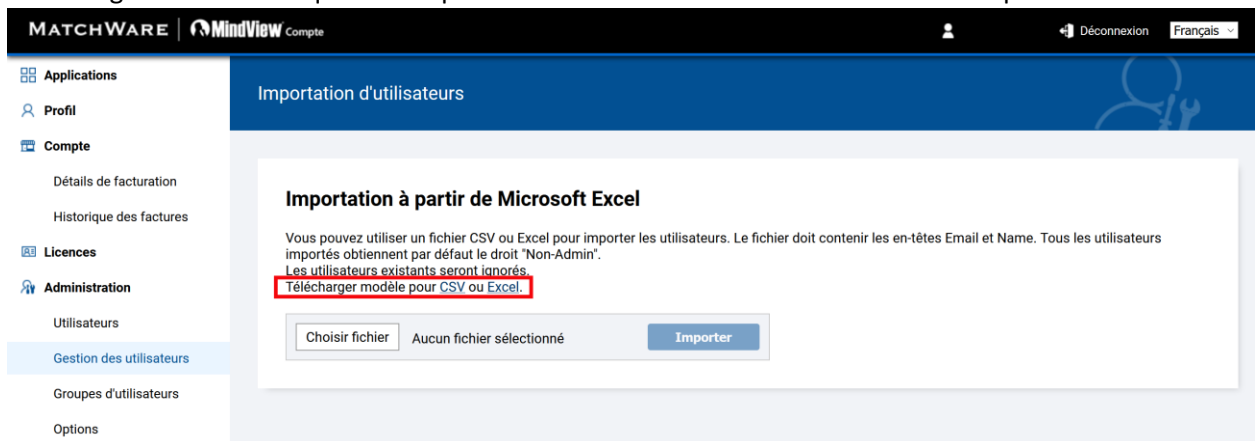 MATCHWARE MindView Compte
Déconnexion Français
Applications
Profil
Compte
Détails de facturation
Historique des factures
Licences
Administration
Utilisateurs
Gestion des utilisateurs
Groupes d'utilisateurs
Options
Importation d'utilisateurs
Importation à partir de Microsoft Excel
Vous pouvez utiliser un fichier CSV ou Excel pour importer les utilisateurs. Le fichier doit contenir les en-têtes Email et Name. Tous les utilisateurs
importés obtiennent par défaut le droit "Non-Admin".
Les utilisateurs existants seront ignorés.
Télécharger modèle pour CSV ou Excel.
Choisir fichier Aucun fichier sélectionné Importer